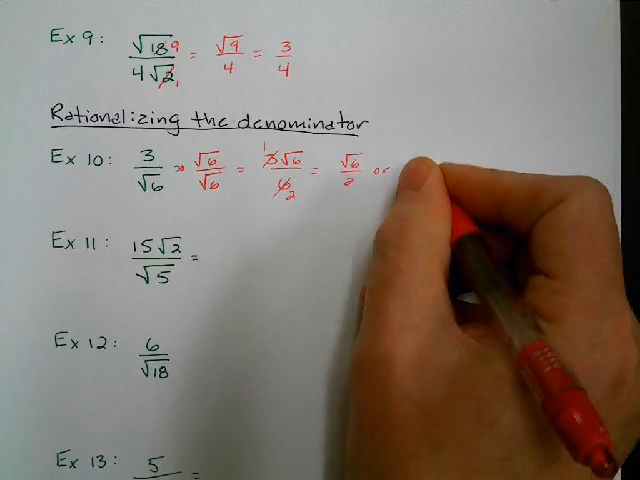 Ex 9: √18 9 / 4√2 1 = √9 / 4 = 3/4
Rationalizing the denominator
Ex 10: 3/√6 · √6/√6 = 1 3√6 / 6 2 = √6/2 or
Ex 11: 15√2 / √5 =
Ex 12: 6/√18
Ex 13: 5 =